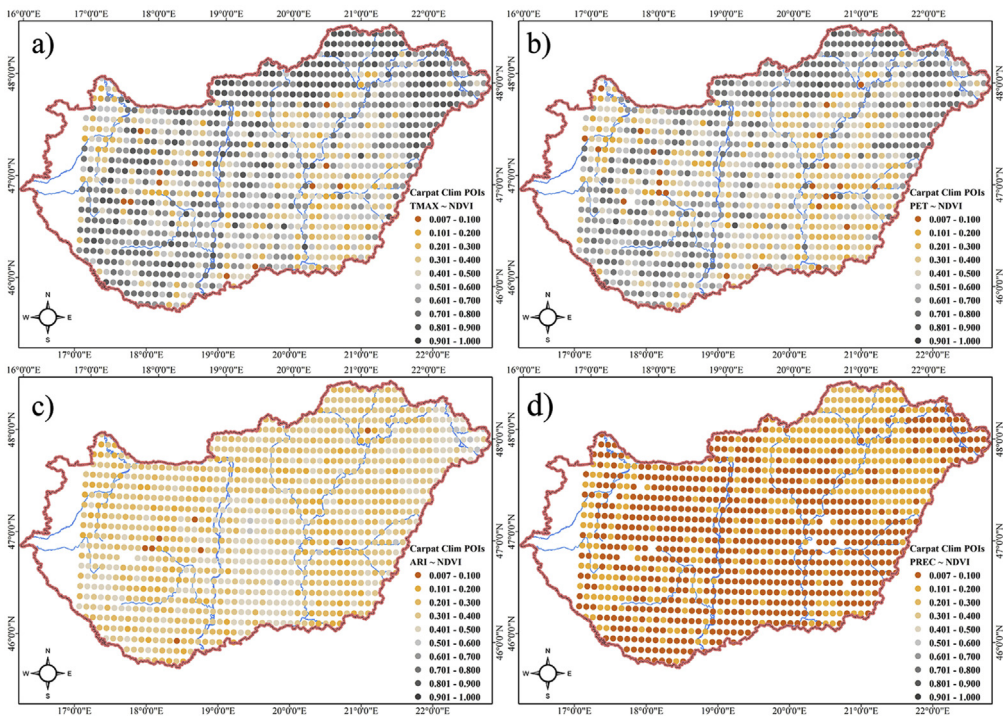 16°0'0"E 17°0'0"E 18°0'0"E 19°0'0"E 20°0'0"E 21°0'0"E 22°0'0"E
a)
48°0'0"N
48°0'0"N
47°0'0"N
47°0'0"N
46°0'0"N
46°0'0"N
Carpat Clim POIs
TMAX ~ NDVI
0.007 - 0.100
0.101 - 0.200
0.201 - 0.300
0.301 - 0.400
0.401 - 0.500
0.501 - 0.600
0.601 - 0.700
0.701 - 0.800
0.801 - 0.900
0.901 - 1.000
N
W E
S
17°0'0"E 18°0'0"E 19°0'0"E 20°0'0"E 21°0'0"E 22°0'0"E
16°0'0"E 17°0'0"E 18°0'0"E 19°0'0"E 20°0'0"E 21°0'0"E 22°0'0"E
b)
48°0'0"N
48°0'0"N
47°0'0"N
47°0'0"N
46°0'0"N
46°0'0"N
Carpat Clim POIs
PET ~ NDVI
0.007 - 0.100
0.101 - 0.200
0.201 - 0.300
0.301 - 0.400
0.401 - 0.500
0.501 - 0.600
0.601 - 0.700
0.701 - 0.800
0.801 - 0.900
0.901 - 1.000
N
W E
S
17°0'0"E 18°0'0"E 19°0'0"E 20°0'0"E 21°0'0"E 22°0'0"E
16°0'0"E
c)
48°0'0"N
48°0'0"N
47°0'0"N
47°0'0"N
46°0'0"N
46°0'0"N
Carpat Clim POIs
ARI ~ NDVI
0.007 - 0.100
0.101 - 0.200
0.201 - 0.300
0.301 - 0.400
0.401 - 0.500
0.501 - 0.600
0.601 - 0.700
0.701 - 0.800
0.801 - 0.900
0.901 - 1.000
N
W E
S
17°0'0"E 18°0'0"E 19°0'0"E 20°0'0"E 21°0'0"E 22°0'0"E
16°0'0"E
d)
48°0'0"N
48°0'0"N
47°0'0"N
47°0'0"N
46°0'0"N
46°0'0"N
Carpat Clim POIs
PREC ~ NDVI
0.007 - 0.100
0.101 - 0.200
0.201 - 0.300
0.301 - 0.400
0.401 - 0.500
0.501 - 0.600
0.601 - 0.700
0.701 - 0.800
0.801 - 0.900
0.901 - 1.000
N
W E
S
17°0'0"E 18°0'0"E 19°0'0"E 20°0'0"E 21°0'0"E 22°0'0"E